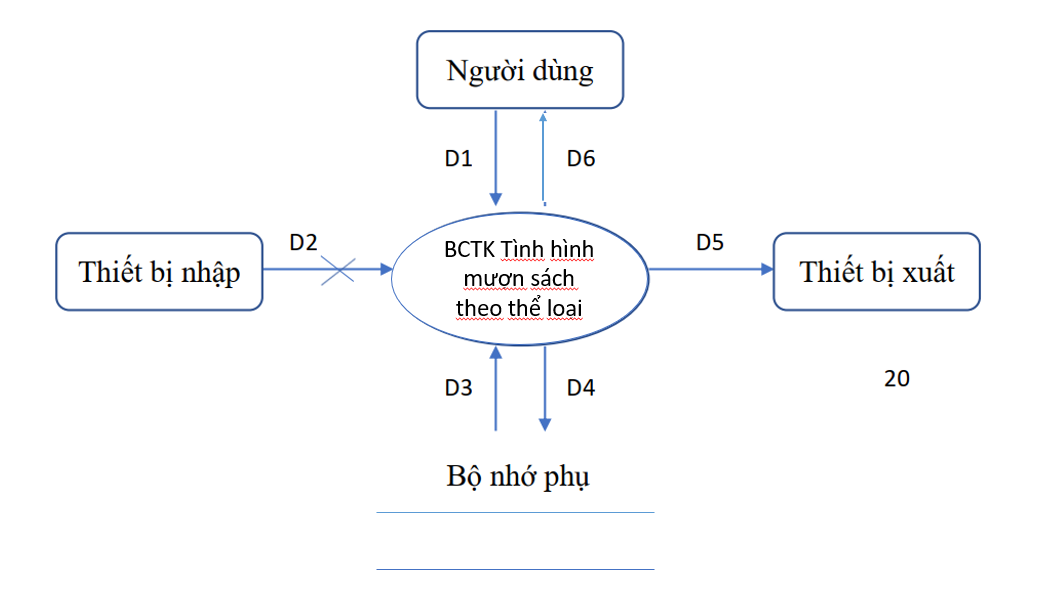 Người dùng
D1
D6
D2
BCTK Tình hình
mượn sách
theo thể loai
D5
Thiết bị nhập
Thiết bị xuất
D3
D4
20
Bộ nhớ phụ